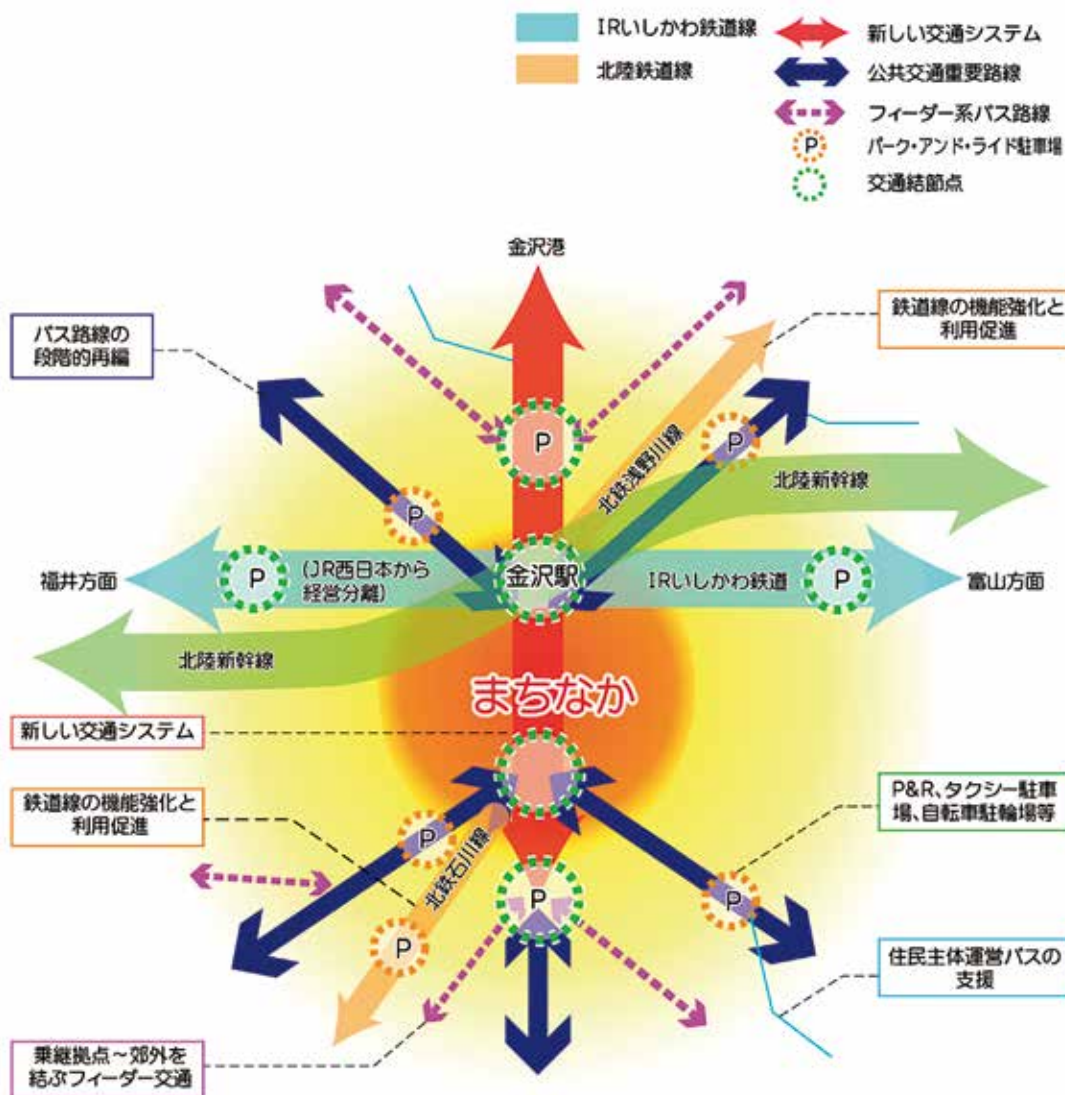 IRいしかわ鉄道線
北陸鉄道線
新しい交通システム
公共交通重要路線
フィーダー系バス路線
P
パーク・アンド・ライド駐車場
交通結節点
金沢港
バス路線の
段階的再編
鉄道線の機能強化と
利用促進
P
P
北鉄浅野川線
P
北陸新幹線
福井方面
P
(JR西日本から
経営分離)
金沢駅
IRいしかわ鉄道
P
富山方面
北陸新幹線
まちなか
新しい交通システム
鉄道線の機能強化と
利用促進
P
北鉄石川線
P
P
P&R、タクシー駐車
場、自転車駐輪場等
P
住民主体運営バスの
支援
乗継拠点～郊外を
結ぶフィーダー交通